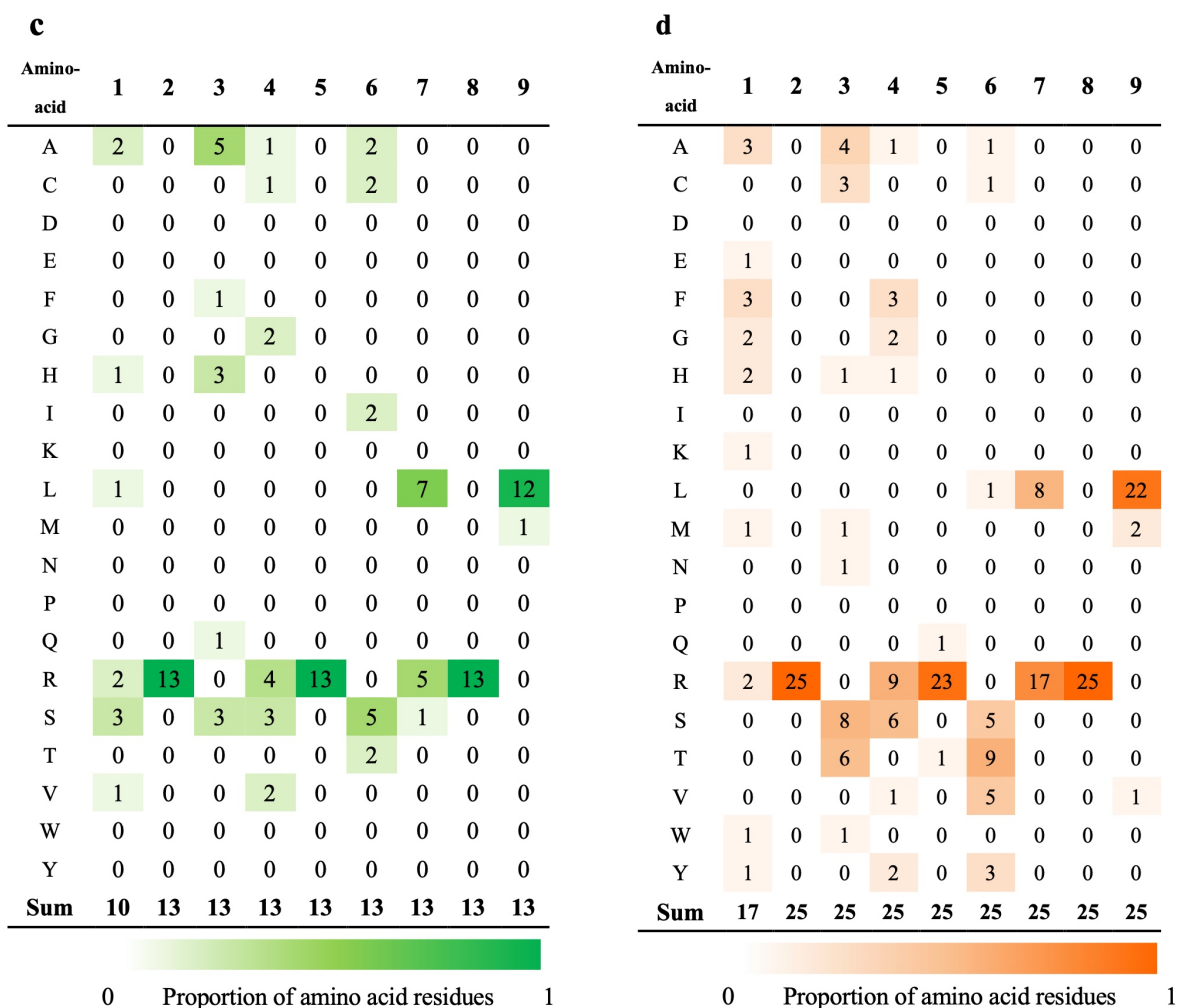 c
Amino-acid 1 2 3 4 5 6 7 8 9
A 2 0 5 1 0 2 0 0 0
C 0 0 0 1 0 2 0 0 0
D 0 0 0 0 0 0 0 0 0
E 0 0 0 0 0 0 0 0 0
F 0 0 1 0 0 0 0 0 0
G 0 0 0 2 0 0 0 0 0
H 1 0 3 0 0 0 0 0 0
I 0 0 0 0 0 2 0 0 0
K 0 0 0 0 0 0 0 0 0
L 1 0 0 0 0 0 7 0 12
M 0 0 0 0 0 0 0 0 1
N 0 0 0 0 0 0 0 0 0
P 0 0 0 0 0 0 0 0 0
Q 0 0 1 0 0 0 0 0 0
R 2 13 0 4 13 0 5 13 0
S 3 0 3 3 0 5 1 0 0
T 0 0 0 0 0 2 0 0 0
V 1 0 0 2 0 0 0 0 0
W 0 0 0 0 0 0 0 0 0
Y 0 0 0 0 0 0 0 0 0
Sum 10 13 13 13 13 13 13 13 13
0 Proportion of amino acid residues 1
d
Amino-acid 1 2 3 4 5 6 7 8 9
A 3 0 4 1 0 1 0 0 0
C 0 0 3 0 0 1 0 0 0
D 0 0 0 0 0 0 0 0 0
E 1 0 0 0 0 0 0 0 0
F 3 0 0 3 0 0 0 0 0
G 2 0 0 2 0 0 0 0 0
H 2 0 1 1 0 0 0 0 0
I 0 0 0 0 0 0 0 0 0
K 1 0 0 0 0 0 0 0 0
L 0 0 0 0 0 1 8 0 22
M 1 0 1 0 0 0 0 0 2
N 0 0 1 0 0 0 0 0 0
P 0 0 0 0 0 0 0 0 0
Q 0 0 0 0 1 0 0 0 0
R 2 25 0 9 23 0 17 25 0
S 0 0 8 6 0 5 0 0 0
T 0 0 6 0 1 9 0 0 0
V 0 0 0 1 0 5 0 0 1
W 1 0 1 0 0 0 0 0 0
Y 1 0 0 2 0 3 0 0 0
Sum 17 25 25 25 25 25 25 25 25
0 Proportion of amino acid residues 1